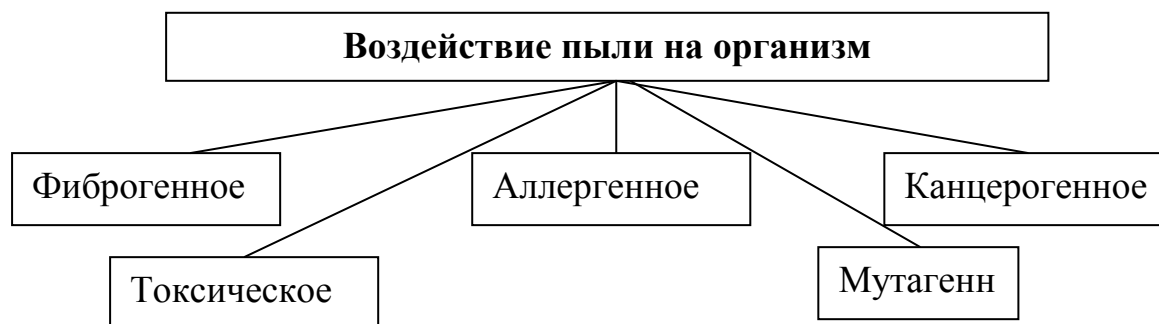 Воздействие пыли на организм
Фиброгенное
Аллергенное
Канцерогенное
Токсическое
Мутагенн